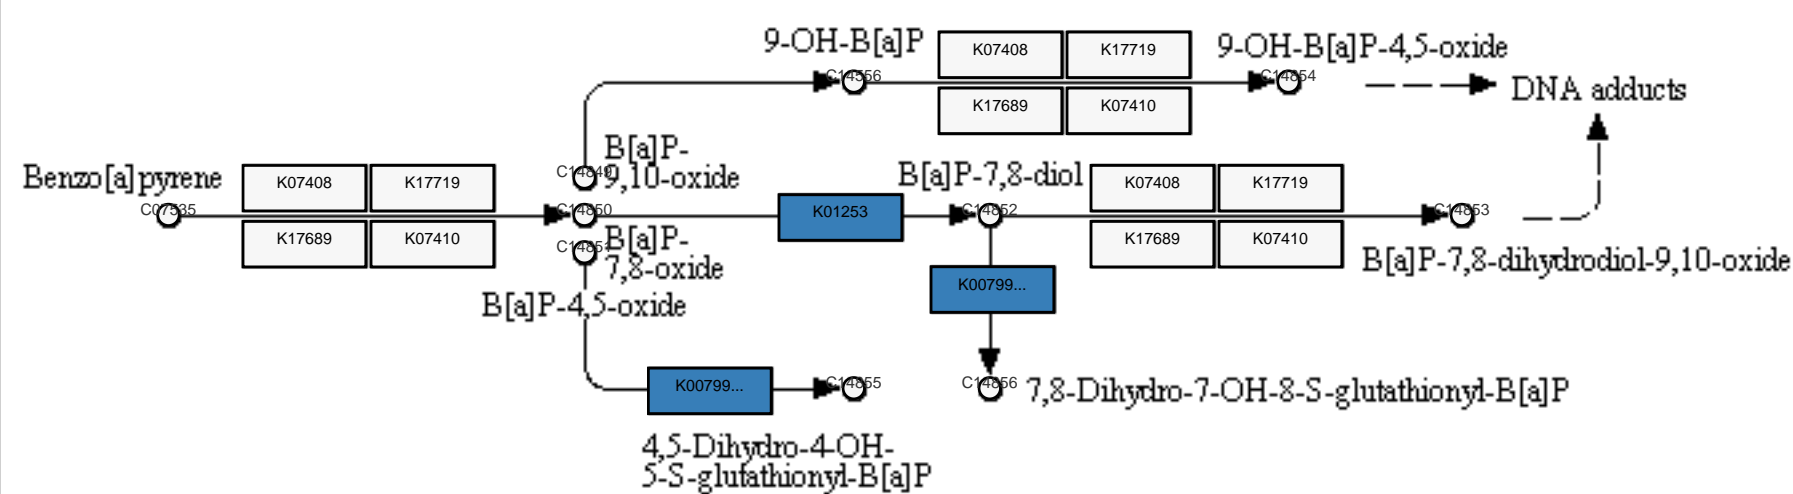 9-OH-B[a]P
K07408
K17719
9-OH-B[a]P-4,5-oxide
C14556
C14854
DNA adducts
K17689
K07410
B[a]P-
9,10-oxide
C14849
Benzo[a]pyrene
K07408
K17719
B[a]P-7,8-diol
K07408
K17719
C07535
C14850
K01253
C14852
C14853
K17689
K07410
B[a]P-
7,8-oxide
C14851
K17689
K07410
B[a]P-7,8-dihydrodiol-9,10-oxide
B[a]P-4,5-oxide
K00799...
K00799...
C14855
C14856
7,8-Dihydro-7-OH-8-S-glutathionyl-B[a]P
4,5-Dihydro-4-OH-
5-S-glutathionyl-B[a]P